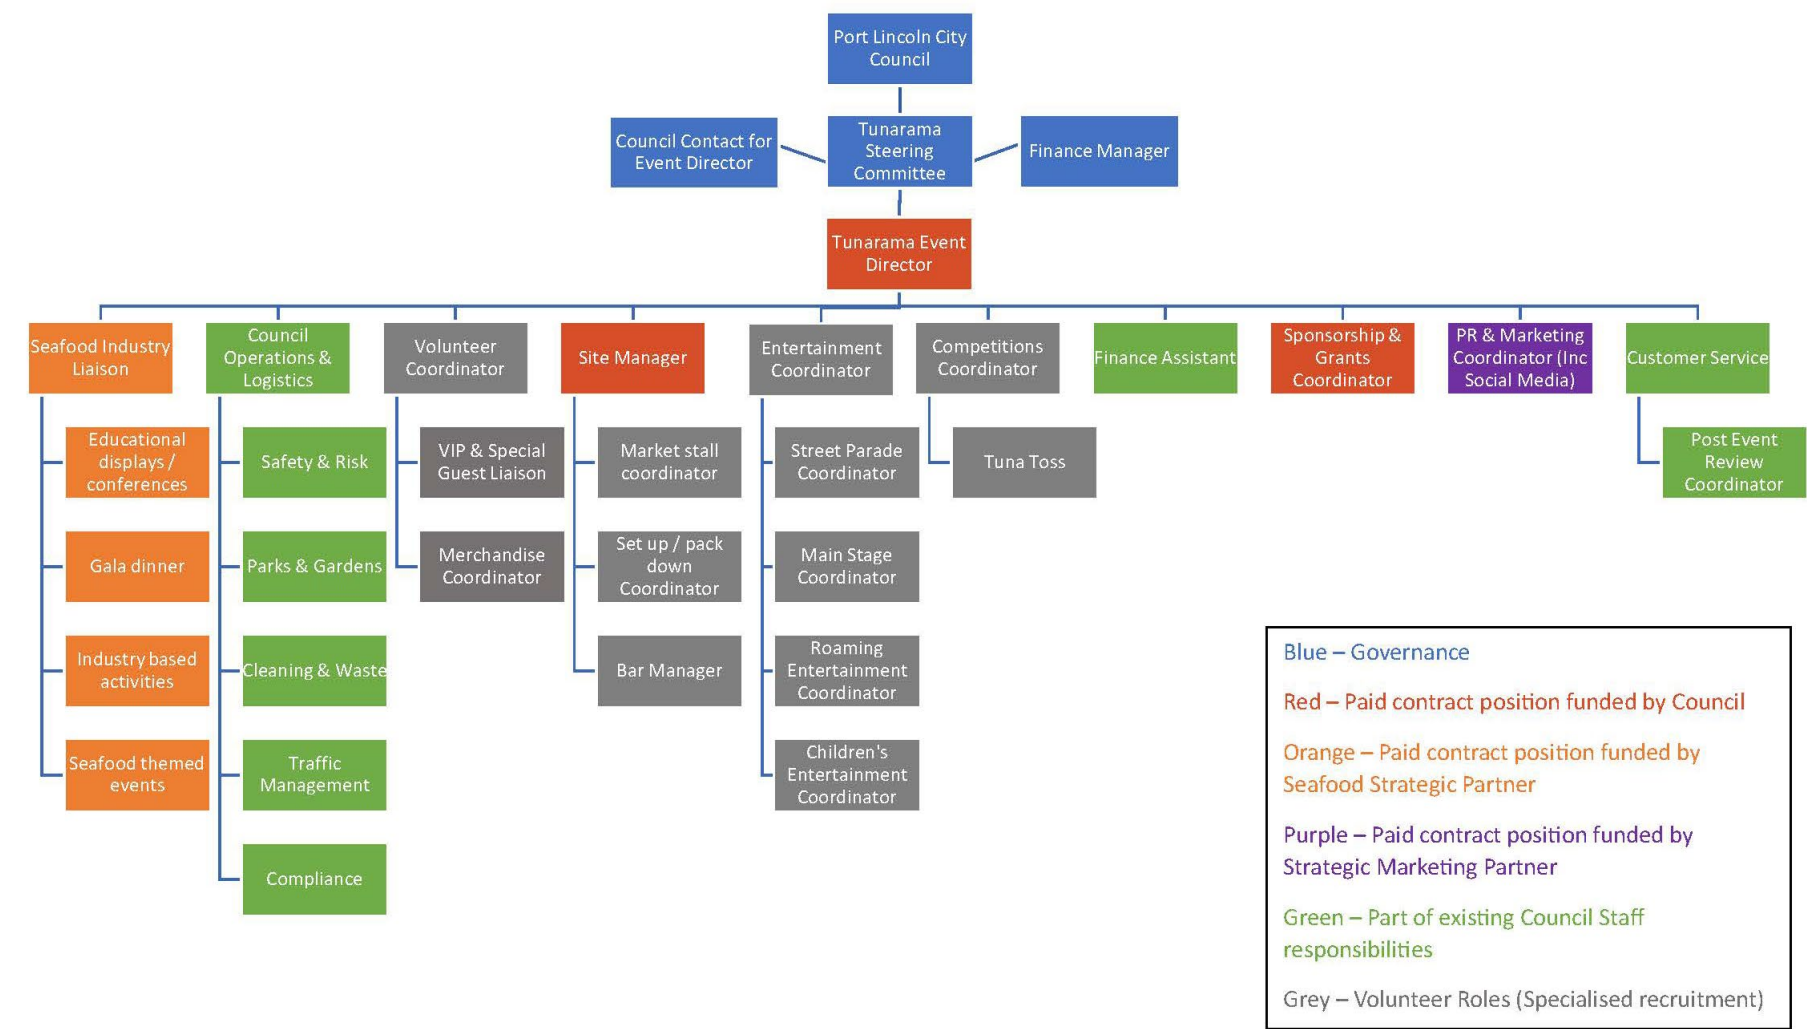 Port Lincoln City
Council
Council Contact for
Event Director
Tunarama
Steering
Committee
Finance Manager
Tunarama Event
Director
Seafood Industry
Liaison
Council
Operations &
Logistics
Volunteer
Coordinator
Site Manager
Entertainment
Coordinator
Competitions
Coordinator
Finance Assistant
Sponsorship &
Grants
Coordinator
PR & Marketing
Coordinator (Inc
Social Media)
Customer Service
Educational
displays /
conferences
Gala dinner
Industry based
activities
Seafood themed
events
Safety & Risk
Parks & Gardens
Cleaning & Waste
Traffic
Management
Compliance
VIP & Special
Guest Liaison
Merchandise
Coordinator
Market stall
coordinator
Set up / pack
down
Coordinator
Bar Manager
Street Parade
Coordinator
Main Stage
Coordinator
Roaming
Entertainment
Coordinator
Children's
Entertainment
Coordinator
Tuna Toss
Post Event
Review
Coordinator
Blue – Governance
Red – Paid contract position funded by Council
Orange – Paid contract position funded by
Seafood Strategic Partner
Purple – Paid contract position funded by
Strategic Marketing Partner
Green – Part of existing Council Staff
responsibilities
Grey – Volunteer Roles (Specialised recruitment)